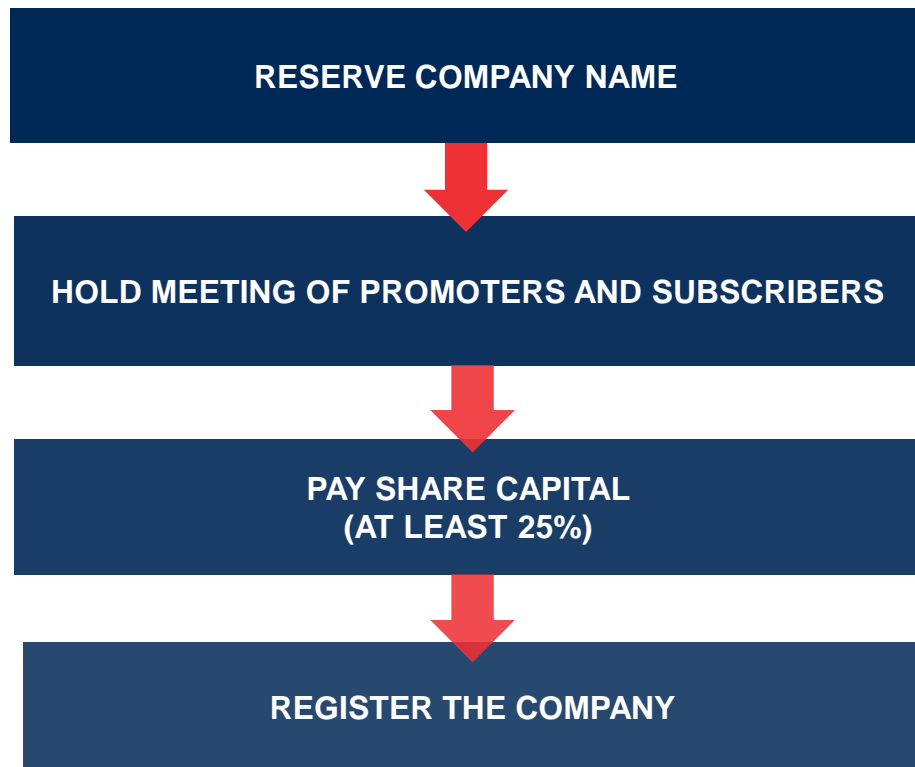 RESERVE COMPANY NAME
HOLD MEETING OF PROMOTERS AND SUBSCRIBERS
PAY SHARE CAPITAL
(AT LEAST 25%)
REGISTER THE COMPANY